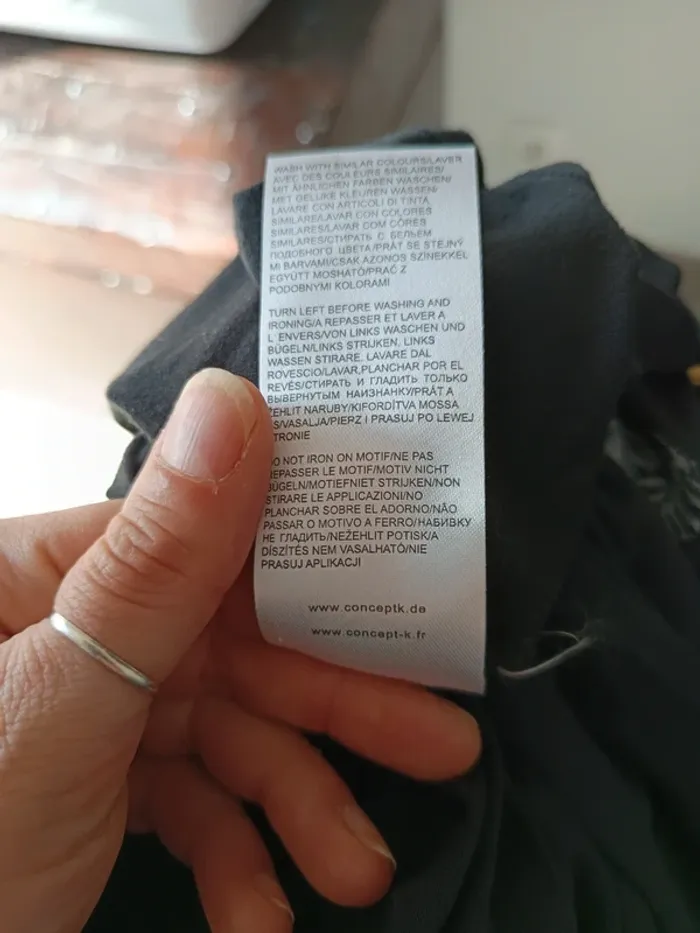 WASH WITH SIMILAR COLOURS/LAVER
AVEC DES COULEURS SIMILAIRES/
MIT ÄHNLICHEN FARBEN WASCHEN/
MET GELIJKE KLEUREN WASSEN/
LAVARE CON ARTICOLI DI TINTA
SIMILARE/LAVAR CON COLORES
SIMILARES/LAVAR COM CÔRES
SIMILARES/СТИРАТЬ С БЕЛЬЕМ
ПОДОБНОГО ЦВЕТА/PRÁT SE STEJNÝ
MI BARVAMI/CSAK AZONOS SZINEKKEL
EGYÜTT MOSHATÓ/PRAĆ Z
PODOBNYMI KOLORAMI
TURN LEFT BEFORE WASHING AND
IRONING/A REPASSER ET LAVER A
L'ENVERS/VON LINKS WASCHEN UND
BÜGELN/LINKS STRIJKEN, LINKS
WASSEN STIRARE, LAVARE DAL
ROVESCIO/LAVAR,PLANCHAR POR EL
REVÉS/СТИРАТЬ И ГЛАДИТЬ ТОЛЬКО
ВЫВЕРНУТЫМ НАИЗНАНКУ/PRÁT A
ŽEHLIT NARUBY/KIFORDÍTVA MOSSA
S/VASALJA/PIERZ I PRASUJ PO LEWEJ
TRONIE
DO NOT IRON ON MOTIF/NE PAS
REPASSER LE MOTIF/MOTIV NICHT
BÜGELN/MOTIEFNIET STRIJKEN/NON
STIRARE LE APPLICAZIONI/NO
PLANCHAR SOBRE EL ADORNO/NÃO
PASSAR O MOTIVO A FERRO/НАБИВКУ
НЕ ГЛАДИТЬ/NEŽEHLIT POTISK/A
DÍSZÍTÉS NEM VASALHATÓ/NIE
PRASUJ APLIKACJI
www.conceptk.de
www.concept-k.fr